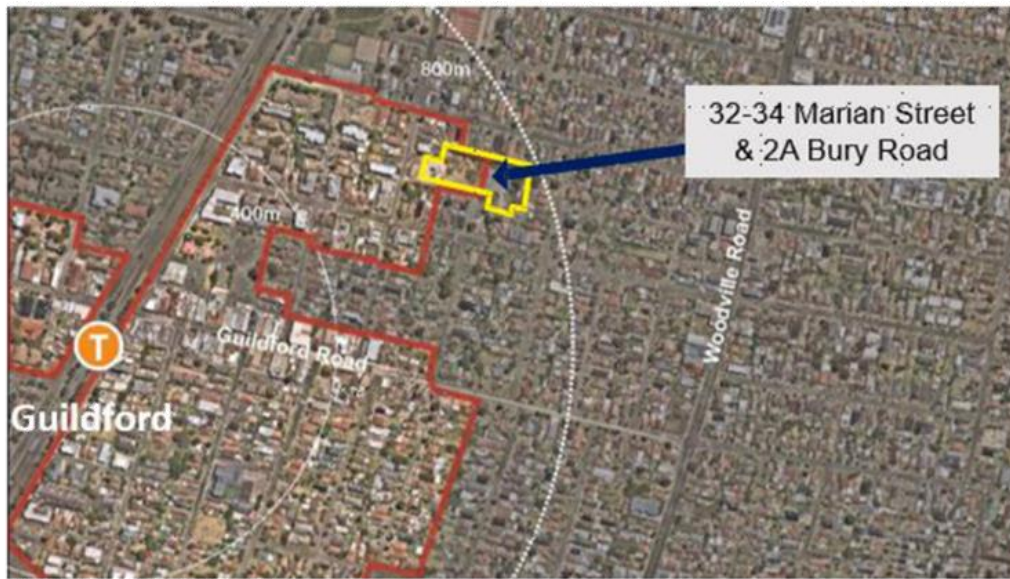 800m
32-34 Marian Street
& 2A Bury Road
400m
Woodville Road
Guildford Road
T
Guildford